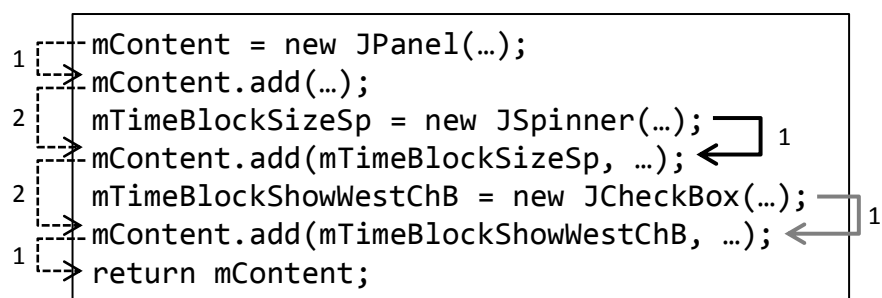 1 mContent = new JPanel(…);
mContent.add(…);
2 mTimeBlockSizeSp = new JSpinner(…);
mContent.add(mTimeBlockSizeSp, …); 1
2 mTimeBlockShowWestChB = new JCheckBox(…);
mContent.add(mTimeBlockShowWestChB, …); 1
1 return mContent;